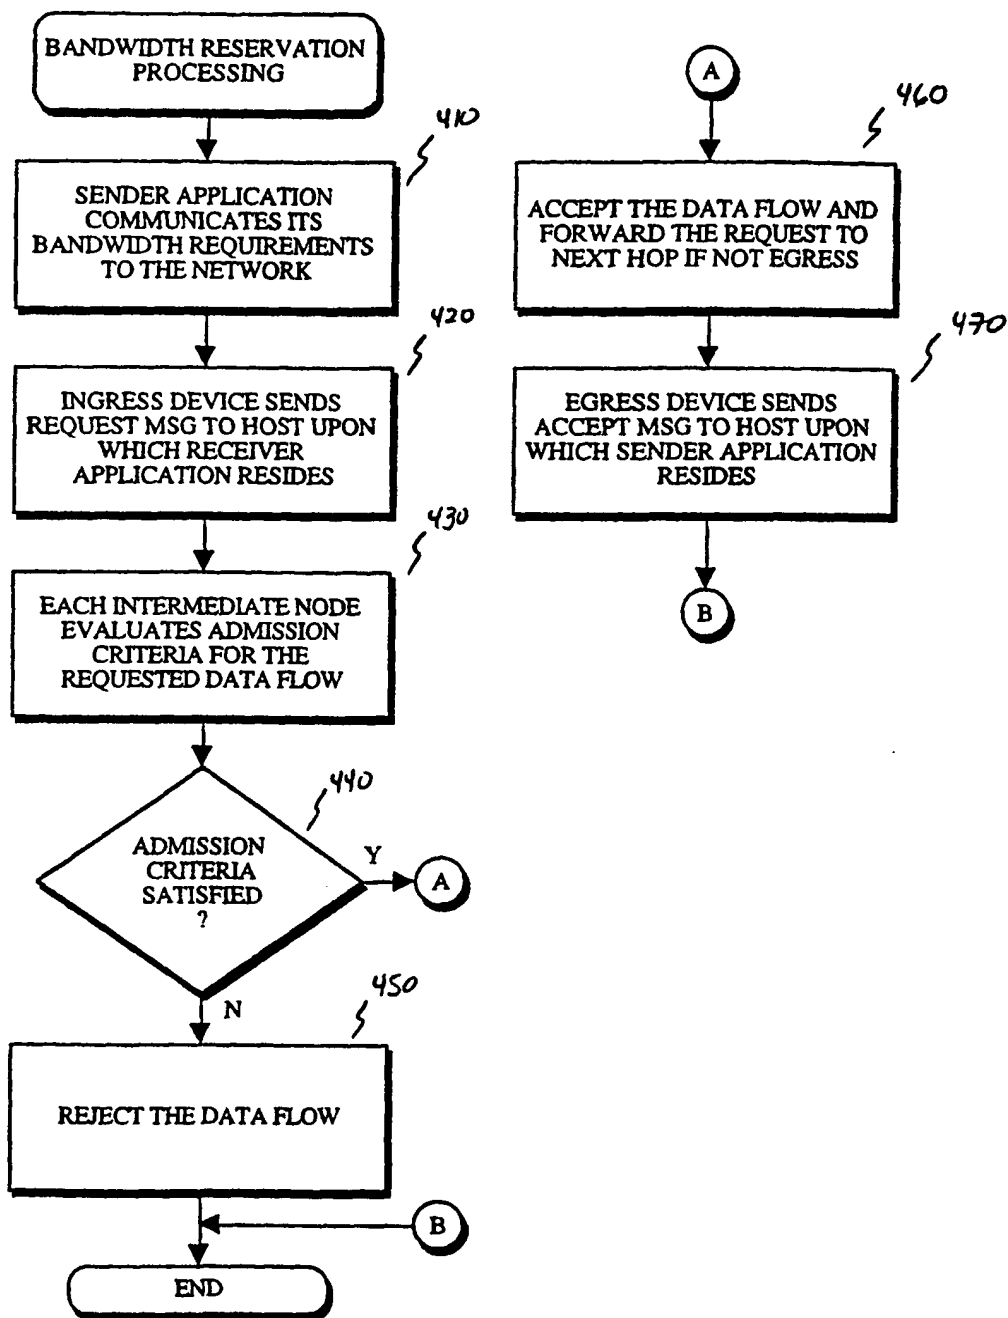 BANDWIDTH RESERVATION
PROCESSING
410
SENDER APPLICATION
COMMUNICATES ITS
BANDWIDTH REQUIREMENTS
TO THE NETWORK
420
INGRESS DEVICE SENDS
REQUEST MSG TO HOST UPON
WHICH RECEIVER
APPLICATION RESIDES
430
EACH INTERMEDIATE NODE
EVALUATES ADMISSION
CRITERIA FOR THE
REQUESTED DATA FLOW
440
ADMISSION
CRITERIA
SATISFIED
?
Y
A
N
450
REJECT THE DATA FLOW
B
END
A
460
ACCEPT THE DATA FLOW AND
FORWARD THE REQUEST TO
NEXT HOP IF NOT EGRESS
470
EGRESS DEVICE SENDS
ACCEPT MSG TO HOST UPON
WHICH SENDER APPLICATION
RESIDES
B